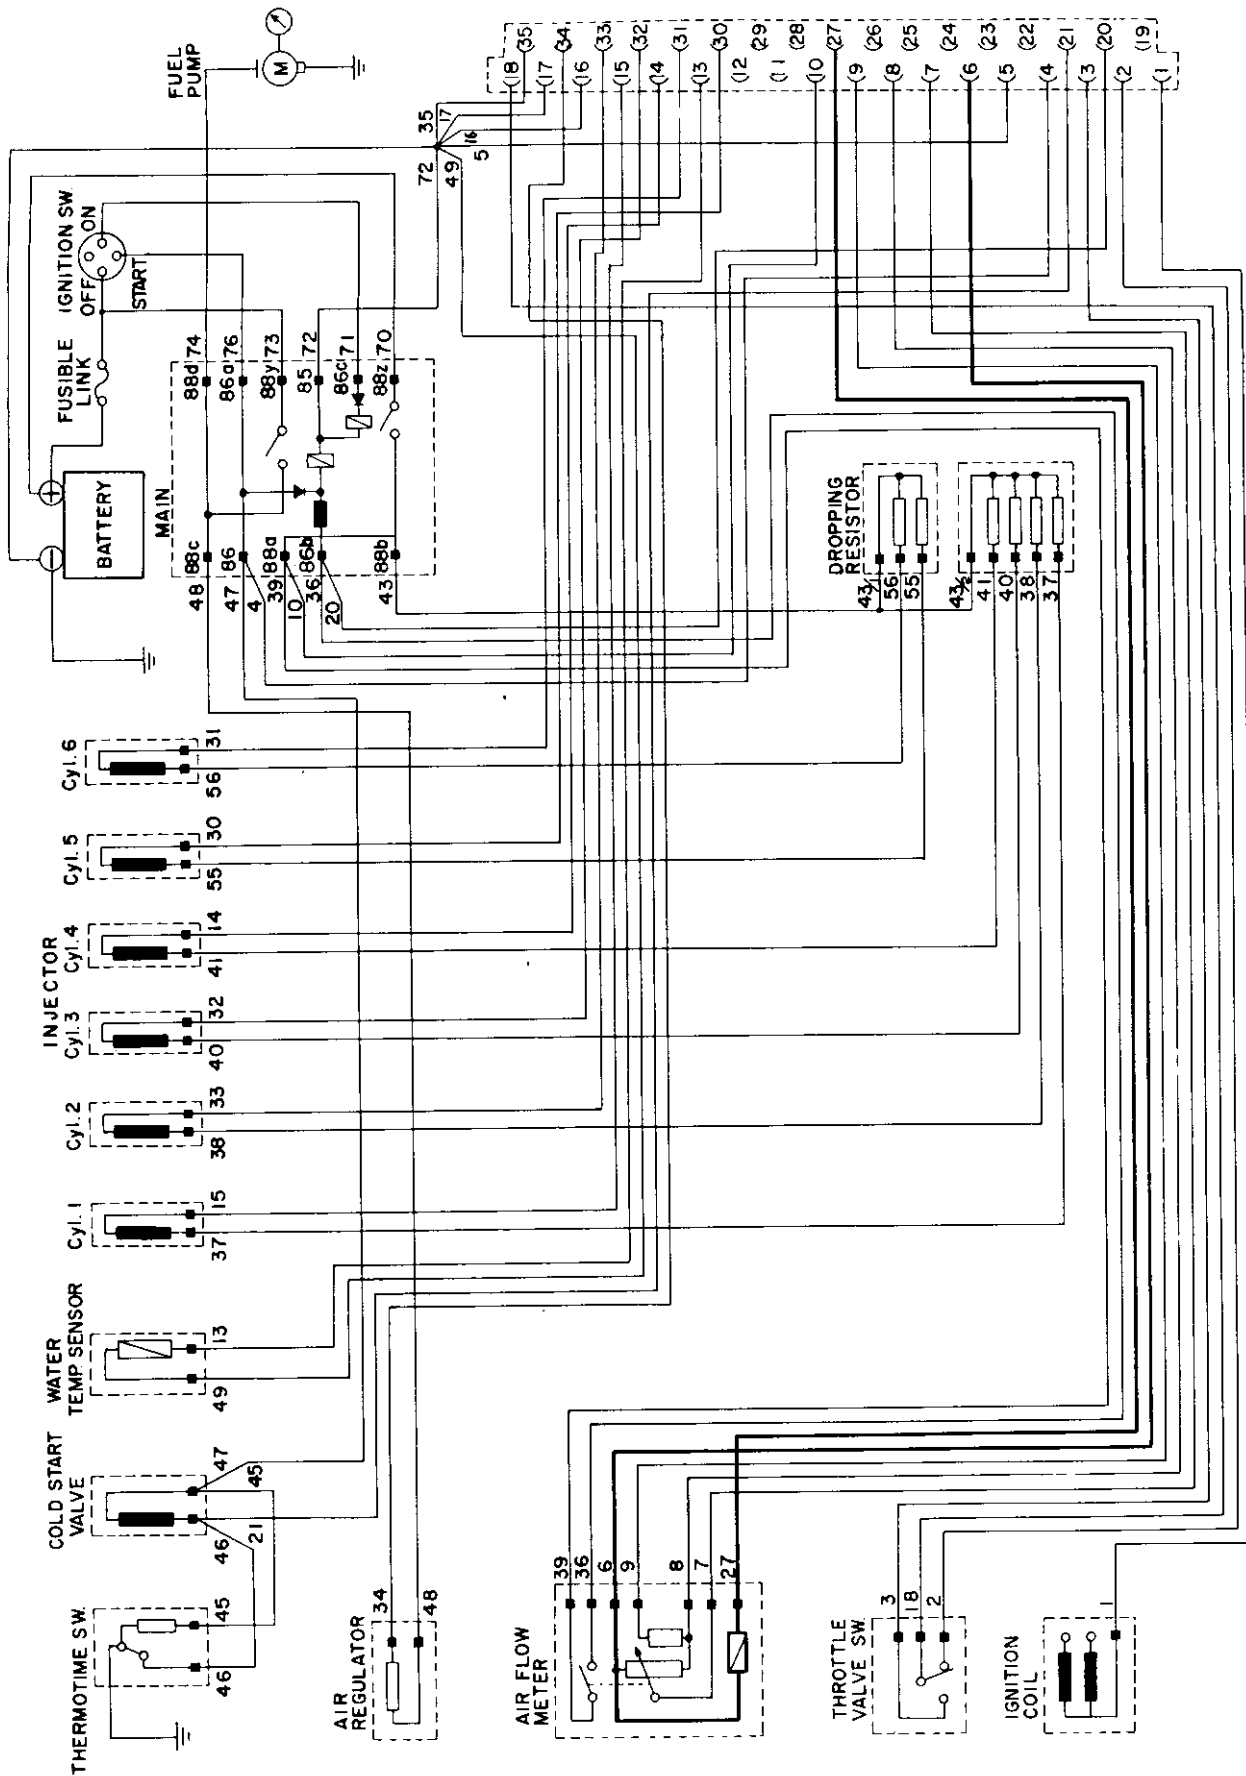 FUEL
PUMP
M
IGNITION SW.
OFF
ON
START
FUSIBLE
LINK
BATTERY
MAIN
88d 74
86a 76
88y 73
85 72
86c 71
88z 70
48 88c
47 86
4
39 88a
10
36 86b
20
43 88b
35
17
16
5
72
49
(18
(17
(16
(15
(14
(13
(12
(11
(10
(9
(8
(7
(6
(5
(4
(3
(2
(1
(35
(34
(33
(32
(31
(30
(29
(28
(27
(26
(25
(24
(23
(22
(21
(20
(19
DROPPING
RESISTOR
43/1
56
55
43/2
41
40
38
37
INJECTOR
Cyl. 6
56
31
Cyl. 5
55
30
Cyl. 4
41
14
Cyl. 3
40
32
Cyl. 2
38
33
Cyl. 1
37
15
WATER
TEMP. SENSOR
49
13
COLD START
VALVE
46
47
45
21
THERMOTIME SW.
46
45
AIR
REGULATOR
34
48
AIR FLOW
METER
39
36
6
9
8
7
27
THROTTLE
VALVE SW.
3
18
2
IGNITION
COIL
1